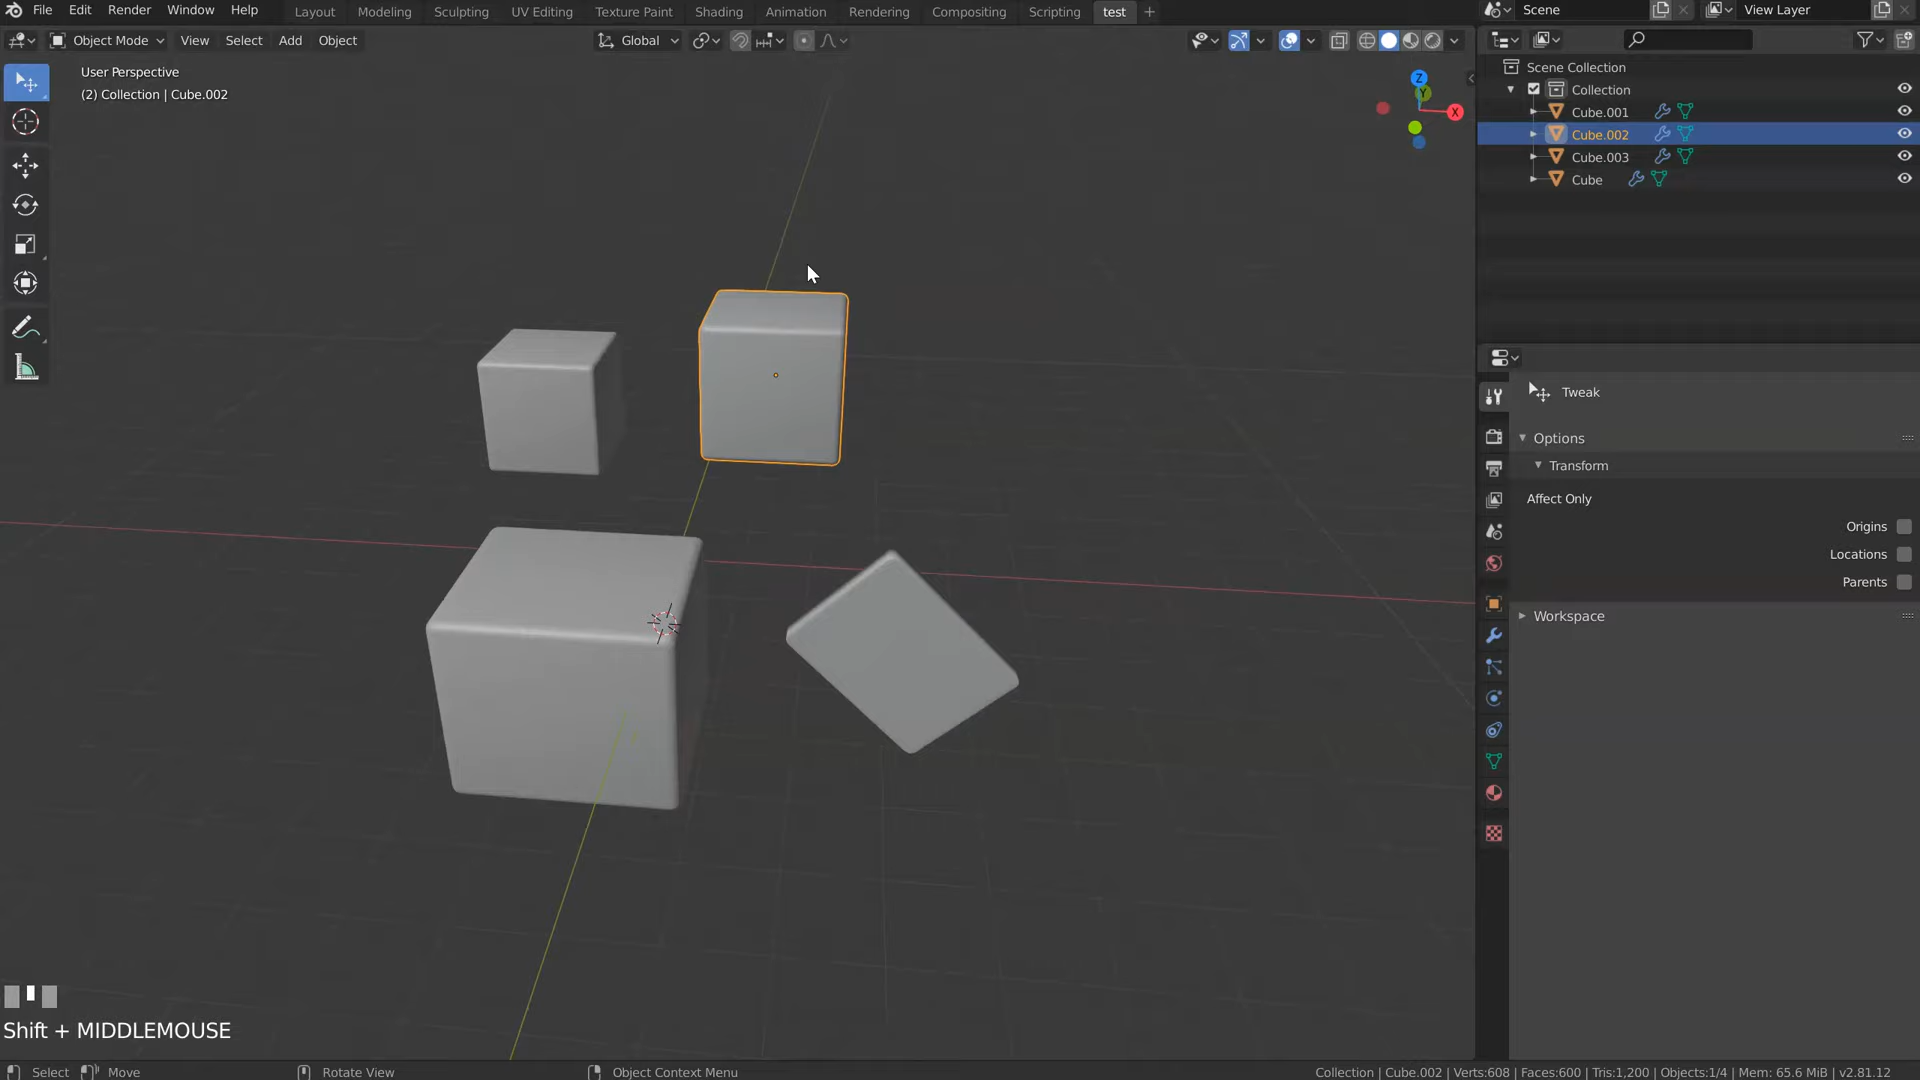 File Edit Render Window Help Layout Modeling Sculpting UV Editing Texture Paint Shading Animation Rendering Compositing Scripting test + Scene View Layer
Object Mode View Select Add Object Global
User Perspective
(2) Collection | Cube.002
Z
Y
X
Scene Collection
Collection
Cube.001
Cube.002
Cube.003
Cube
Tweak
Options
Transform
Affect Only
Origins
Locations
Parents
Workspace
Shift + MIDDLEMOUSE
Select Move Rotate View Object Context Menu Collection | Cube.002 | Verts:608 | Faces:600 | Tris:1,200 | Objects:1/4 | Mem: 65.6 MiB | v2.81.12